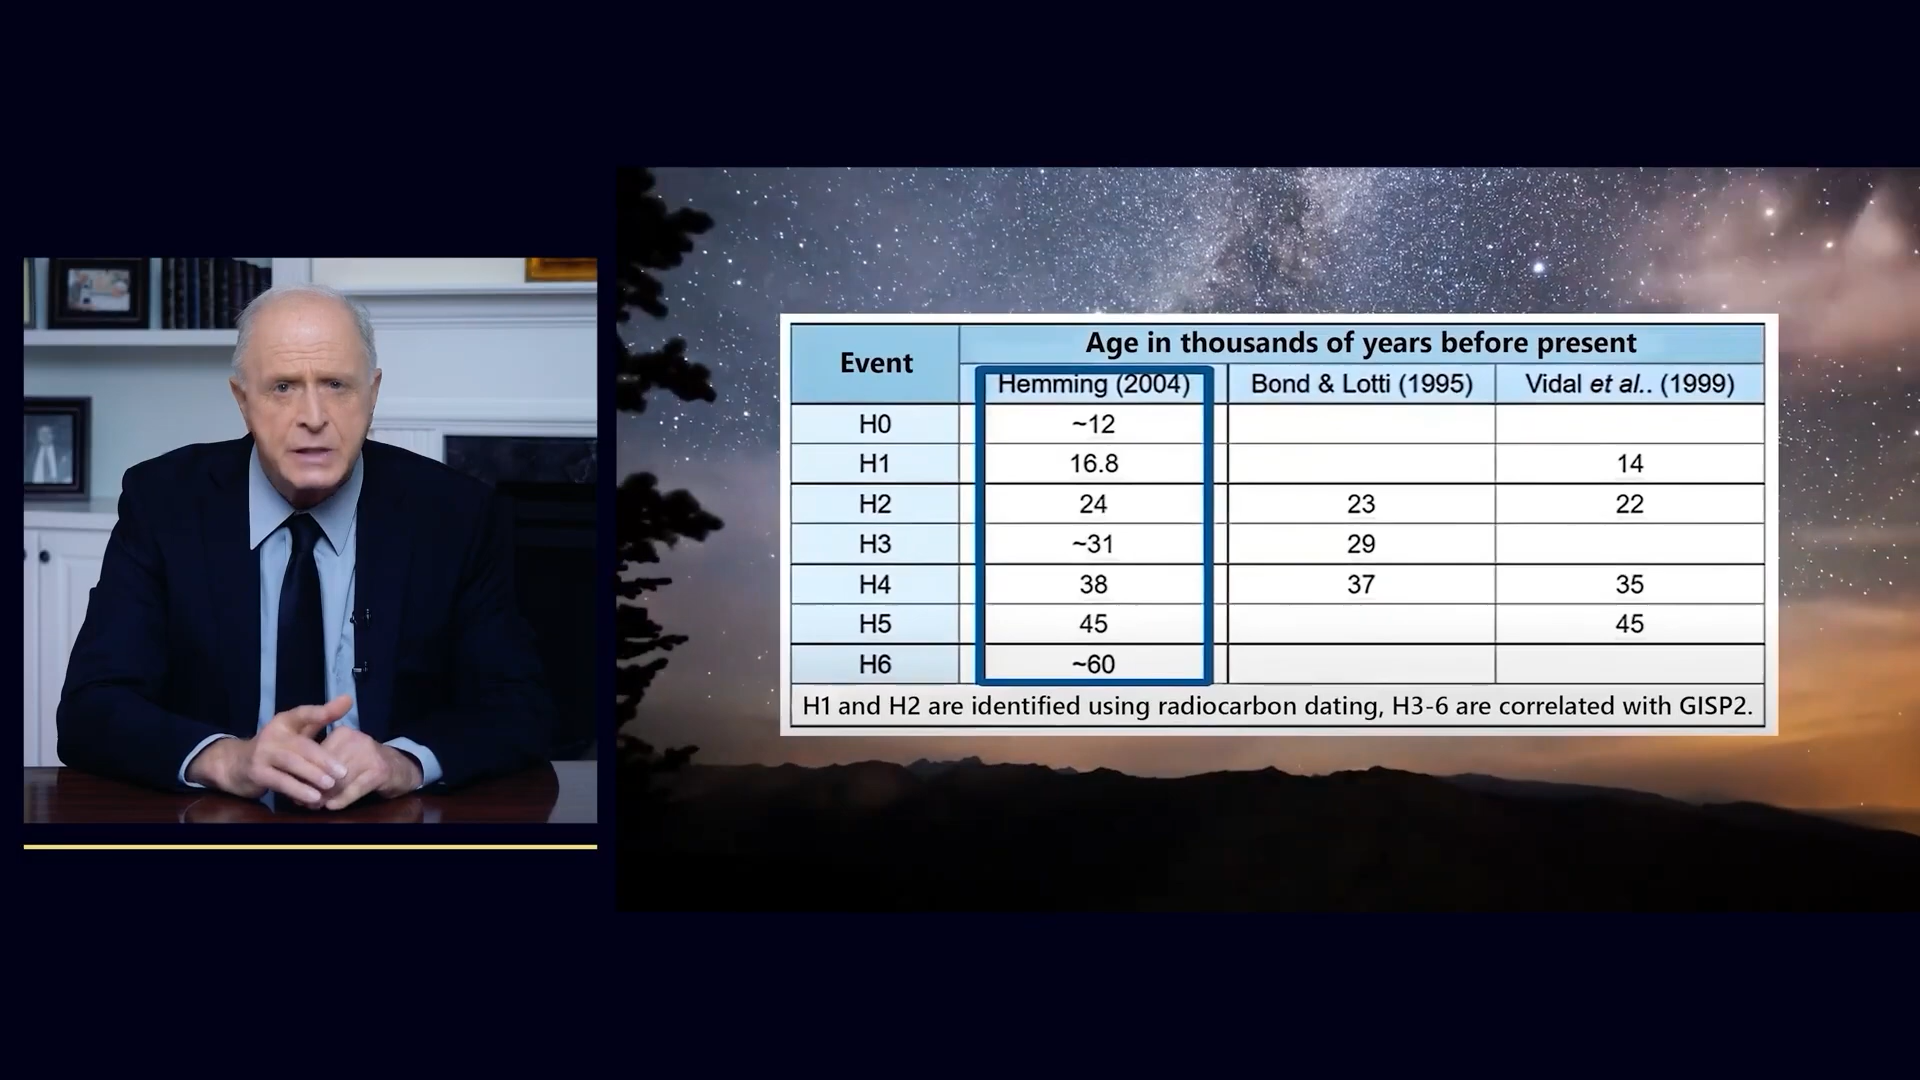 Event Age in thousands of years before present
Hemming (2004) Bond & Lotti (1995) Vidal et al.. (1999)
H0 ~12
H1 16.8 14
H2 24 23 22
H3 ~31 29
H4 38 37 35
H5 45 45
H6 ~60
H1 and H2 are identified using radiocarbon dating, H3-6 are correlated with GISP2.